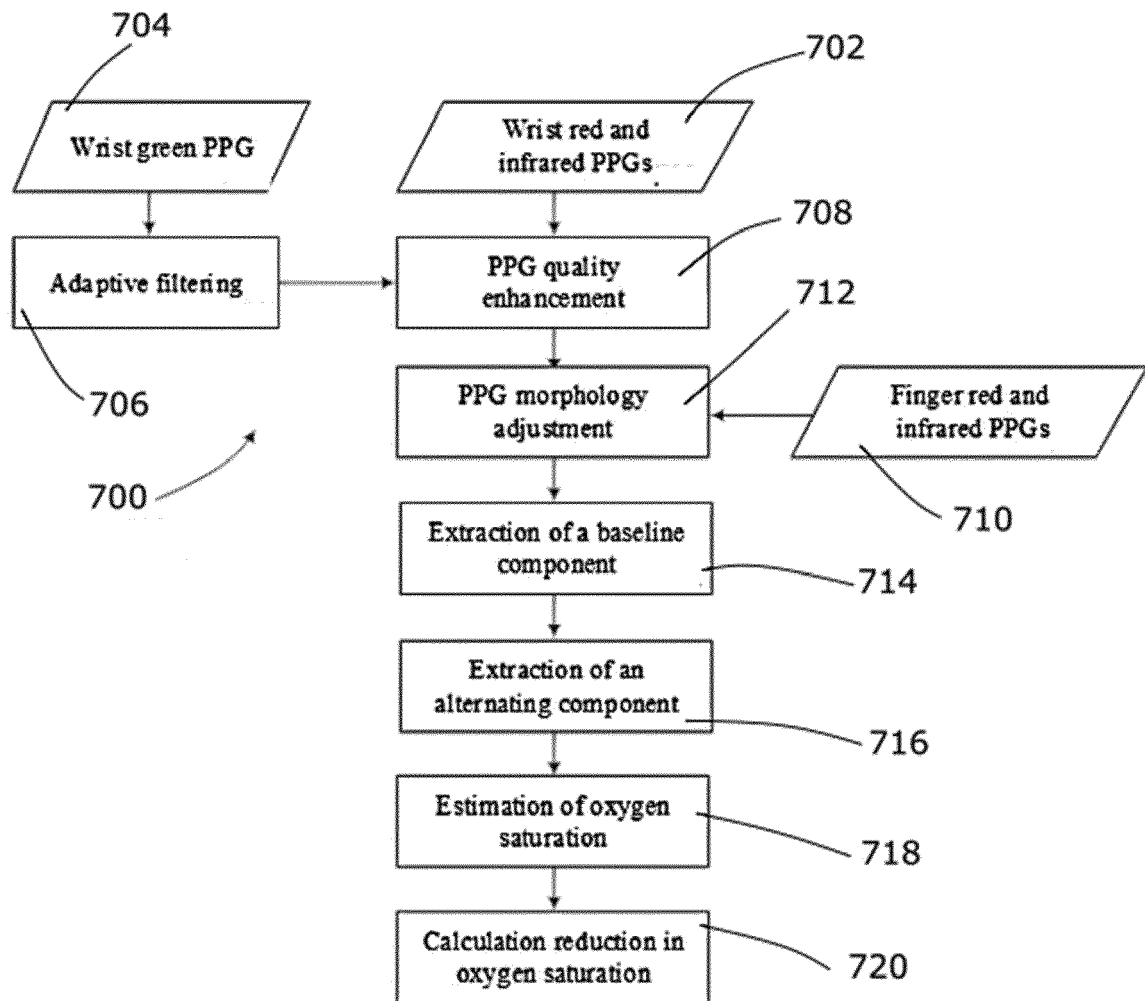 704
702
Wrist green PPG
Wrist red and
infrared PPGs
708
Adaptive filtering
PPG quality
enhancement
712
706
PPG morphology
adjustment
Finger red and
infrared PPGs
700
710
Extraction of a baseline
component
714
Extraction of an
alternating component
716
Estimation of oxygen
saturation
718
Calculation reduction in
oxygen saturation
720